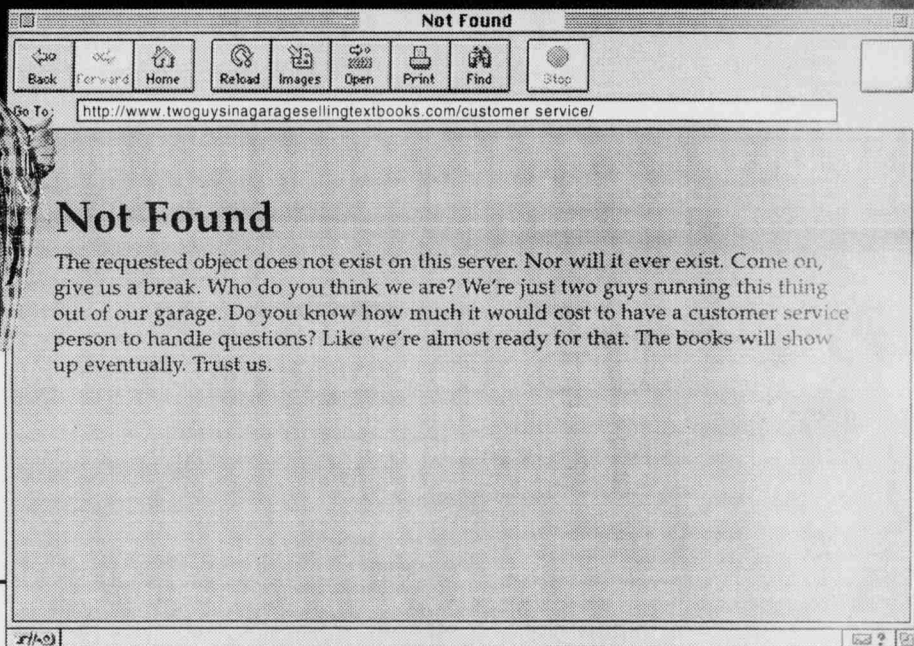 Not Found
Back Forward Home Reload Images Open Print Find Stop
Go To: http://www.twoguysinagaragesellingtextbooks.com/customer service/
Not Found
The requested object does not exist on this server. Nor will it ever exist. Come on,
give us a break. Who do you think we are? We're just two guys running this thing
out of our garage. Do you know how much it would cost to have a customer service
person to handle questions? Like we're almost ready for that. The books will show
up eventually. Trust us.
?